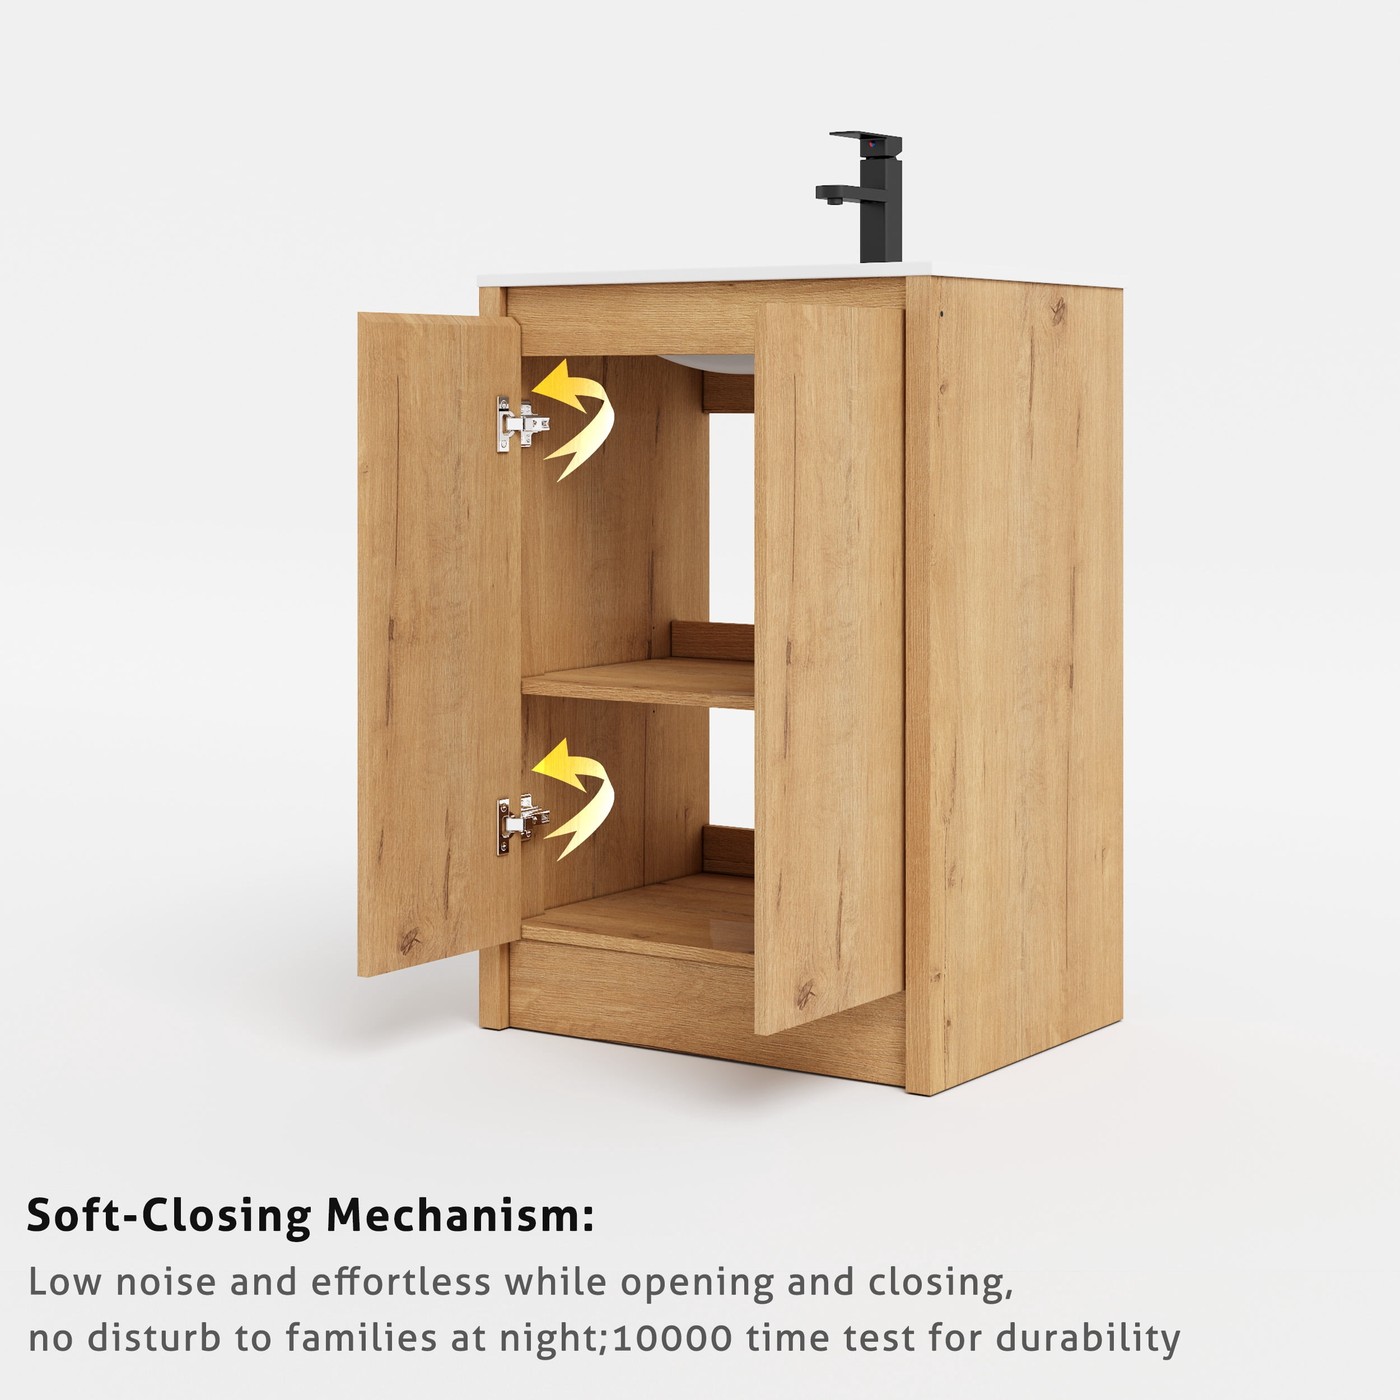 Soft-Closing Mechanism:
Low noise and effortless while opening and closing,
no disturb to families at night;10000 time test for durability